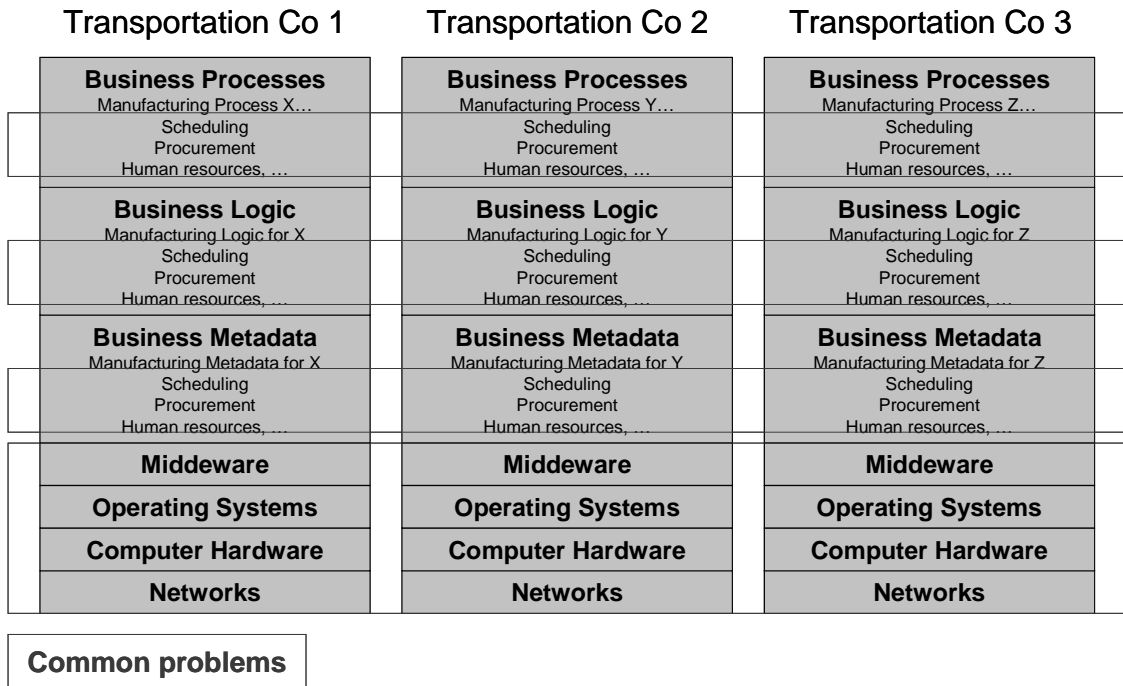 Transportation Co 1 Transportation Co 2 Transportation Co 3
Business Processes Business Processes Business Processes
Manufacturing Process X… Manufacturing Process Y… Manufacturing Process Z…
Scheduling Scheduling Scheduling
Procurement Procurement Procurement
Human resources, … Human resources, … Human resources, …
Business Logic Business Logic Business Logic
Manufacturing Logic for X Manufacturing Logic for Y Manufacturing Logic for Z
Scheduling Scheduling Scheduling
Procurement Procurement Procurement
Human resources, … Human resources, … Human resources, …
Business Metadata Business Metadata Business Metadata
Manufacturing Metadata for X Manufacturing Metadata for Y Manufacturing Metadata for Z
Scheduling Scheduling Scheduling
Procurement Procurement Procurement
Human resources, … Human resources, … Human resources, …
Middeware Middeware Middeware
Operating Systems Operating Systems Operating Systems
Computer Hardware Computer Hardware Computer Hardware
Networks Networks Networks
Common problems